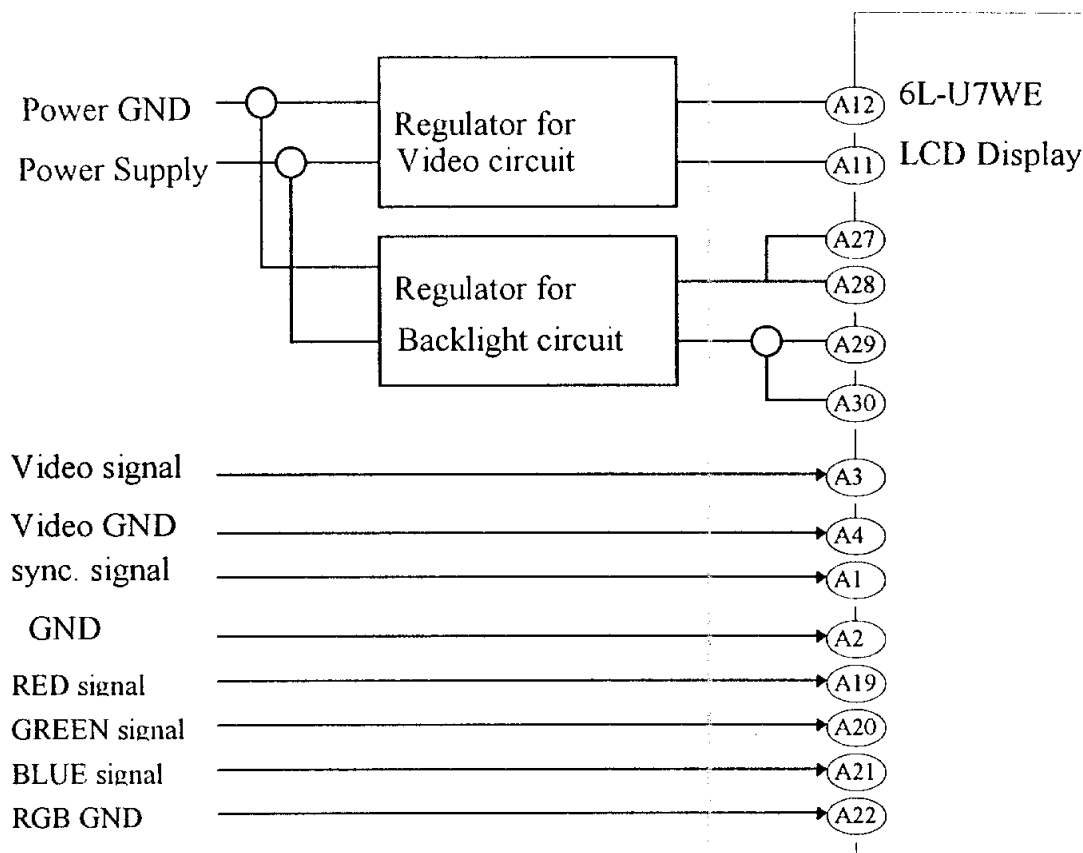 Power GND
Power Supply
Regulator for
Video circuit
A12
6L-U7WE
A11
LCD Display
A27
Regulator for
Backlight circuit
A28
A29
A30
Video signal
A3
Video GND
A4
sync. signal
A1
GND
A2
RED signal
A19
GREEN signal
A20
BLUE signal
A21
RGB GND
A22